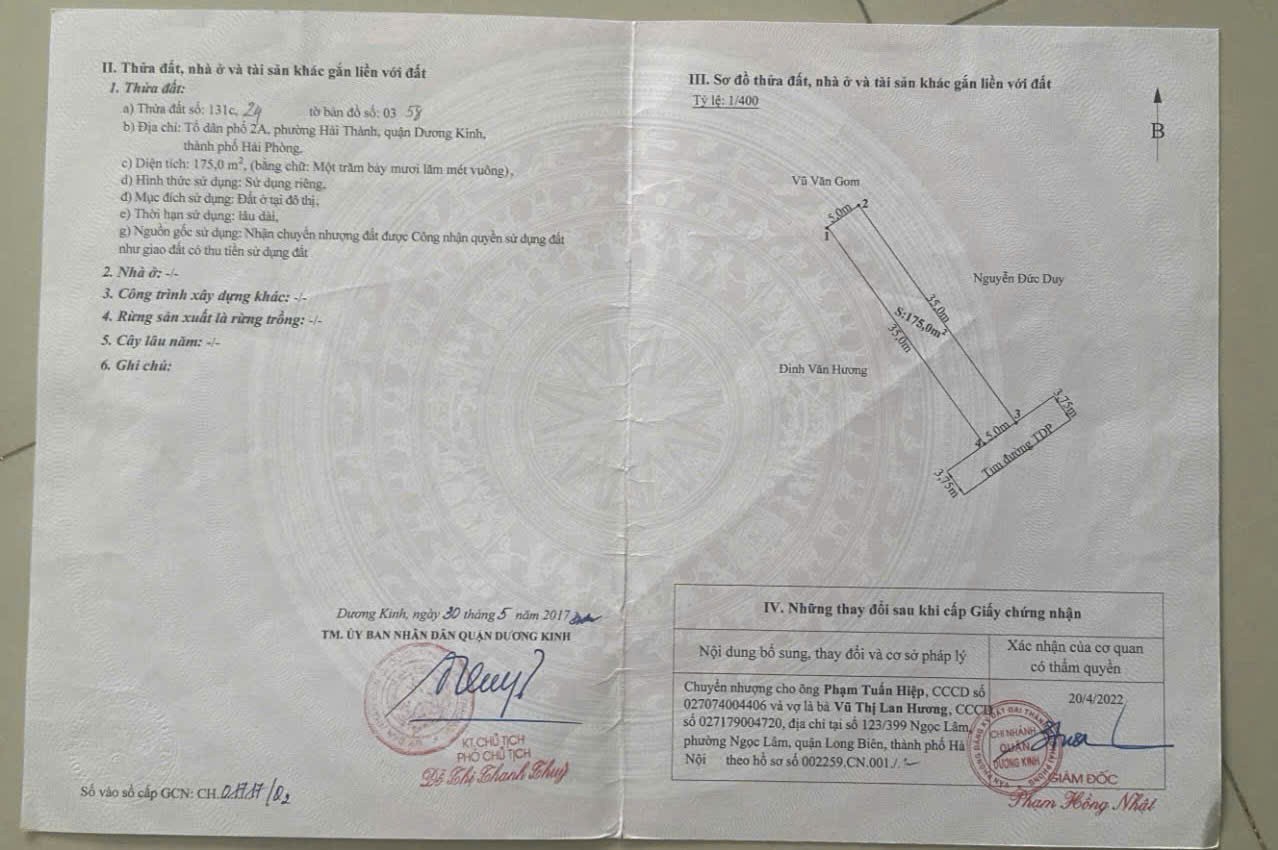 II. Thửa đất, nhà ở và tài sản khác gắn liền với đất
1. Thửa đất:
a) Thửa đất số: 131c, 29 tờ bản đồ số: 03 58
b) Địa chỉ: Tổ dân phố 2A, phường Hải Thành, quận Dương Kinh,
thành phố Hải Phòng,
c) Diện tích: 175,0 m², (bằng chữ: Một trăm bảy mươi lăm mét vuông),
d) Hình thức sử dụng: Sử dụng riêng,
đ) Mục đích sử dụng: Đất ở tại đô thị,
e) Thời hạn sử dụng: lâu dài,
g) Nguồn gốc sử dụng: Nhận chuyển nhượng đất được Công nhận quyền sử dụng đất
như giao đất có thu tiền sử dụng đất
2. Nhà ở: -/-
3. Công trình xây dựng khác: -/-
4. Rừng sản xuất là rừng trồng: -/-
5. Cây lâu năm: -/-
6. Ghi chú:
Dương Kinh, ngày 30 tháng 5 năm 2017
TM. ỦY BAN NHÂN DÂN QUẬN DƯƠNG KINH
KT.CHỦ TỊCH
PHÓ CHỦ TỊCH
Đỗ Thị Thanh Thuỷ
Số vào sổ cấp GCN: CH.01717/02
III. Sơ đồ thửa đất, nhà ở và tài sản khác gắn liền với đất
Tỷ lệ: 1/400
B
Vũ Văn Gom
5,0m
2
1
Nguyễn Đức Duy
35,0m
S:175,0m²
35,0m
Đinh Văn Hương
3,75m
3
5,0m
4
Tim đường TDP
3,75m
IV. Những thay đổi sau khi cấp Giấy chứng nhận
Nội dung bổ sung, thay đổi và cơ sở pháp lý
Xác nhận của cơ quan
có thẩm quyền
Chuyển nhượng cho ông Phạm Tuấn Hiệp, CCCD số
027074004406 và vợ là bà Vũ Thị Lan Hương, CCCD
số 027179004720, địa chỉ tại số 123/399 Ngọc Lâm,
phường Ngọc Lâm, quận Long Biên, thành phố Hà
Nội theo hồ sơ số 002259.CN.001./.
20/4/2022
CHI NHÁNH
QUẬN
DƯƠNG KINH
GIÁM ĐỐC
Phạm Hồng Nhật